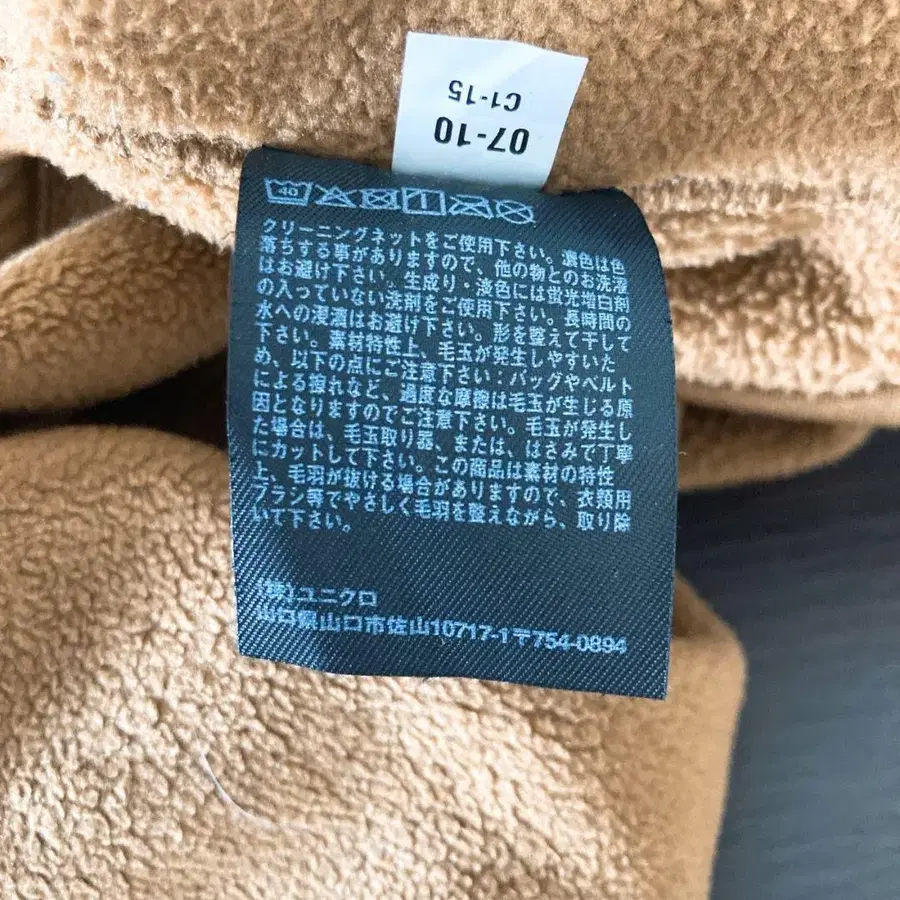 07-10
C1-15
40
クリーニングネットをご使用下さい。濃色は色
落ちする事がありますので、他の物とのお洗濯
はお避け下さい。生成り・淡色には蛍光増白剤
の入っていない洗剤をご使用下さい。長時間の
水への浸漬はお避け下さい。形を整えて干して
下さい。素材特性上、毛玉が発生しやすいた
め、以下の点にご注意下さい：バッグやベルト
による擦れなど、過度な摩擦は毛玉が生じる原
因となりますのでご注意下さい。毛玉が発生し
た場合は、毛玉取り器、または、はさみで丁寧
にカットして下さい。この商品は素材の特性
上、毛羽が抜ける場合がありますので、衣類用
ブラシ等でやさしく毛羽を整えながら、取り除
いて下さい。
(株)ユニクロ
山口県山口市佐山10717-1〒754-0894